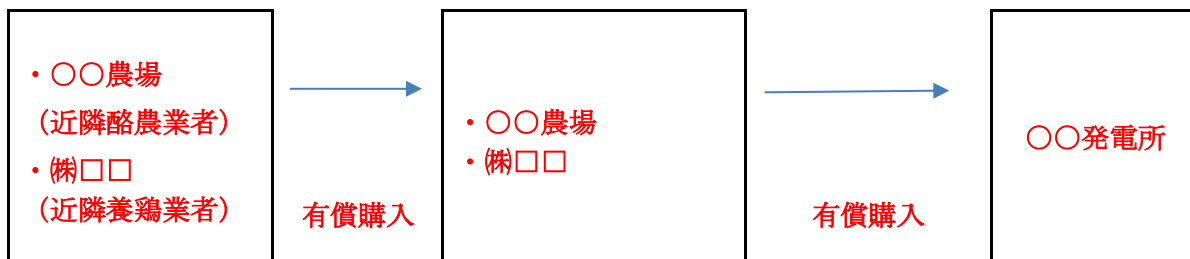 ・〇〇農場
（近隣酪農業者）
・㈱□□
（近隣養鶏業者）
有償購入
・〇〇農場
・㈱□□
有償購入
〇〇発電所